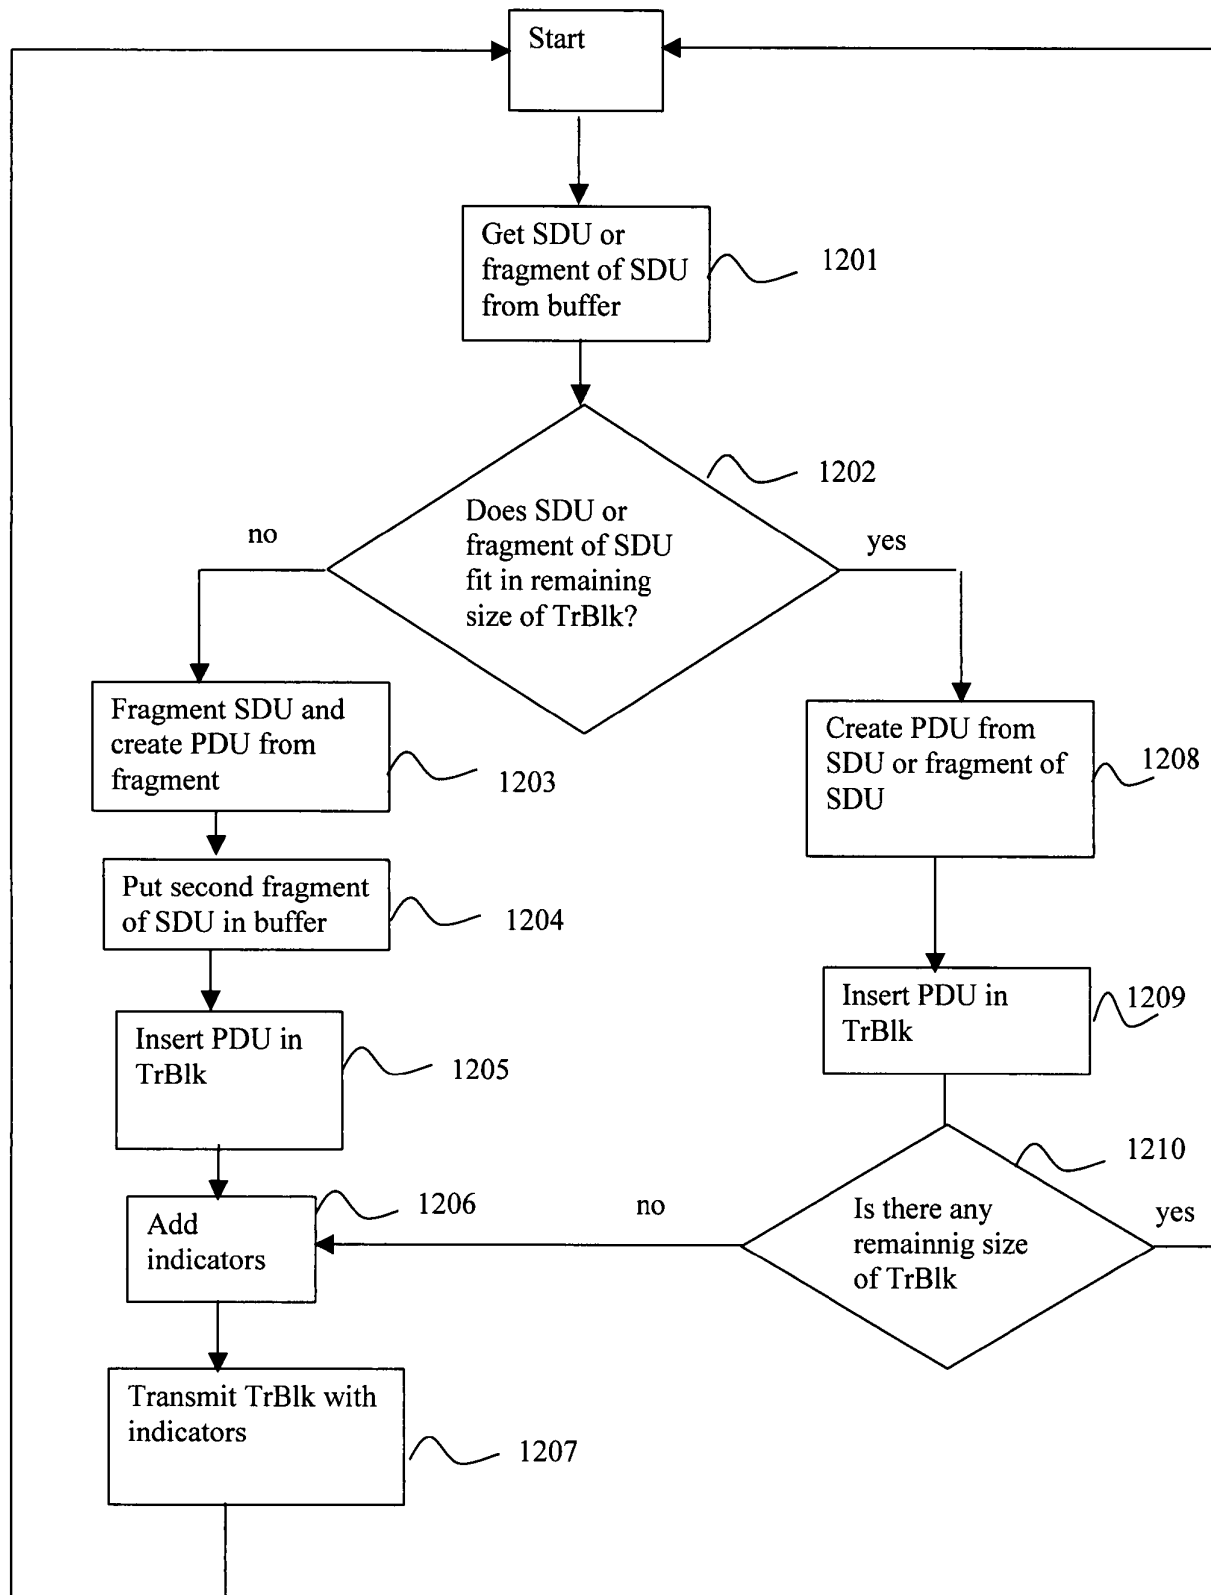 Start
Get SDU or
fragment of SDU
from buffer
1201
1202
Does SDU or
fragment of SDU
fit in remaining
size of TrBlk?
no
yes
Fragment SDU and
create PDU from
fragment
1203
Create PDU from
SDU or fragment of
SDU
1208
Put second fragment
of SDU in buffer
1204
Insert PDU in
TrBlk
1209
Insert PDU in
TrBlk
1205
1210
Add
indicators
1206
no
Is there any
remainnig size
of TrBlk
yes
Transmit TrBlk with
indicators
1207